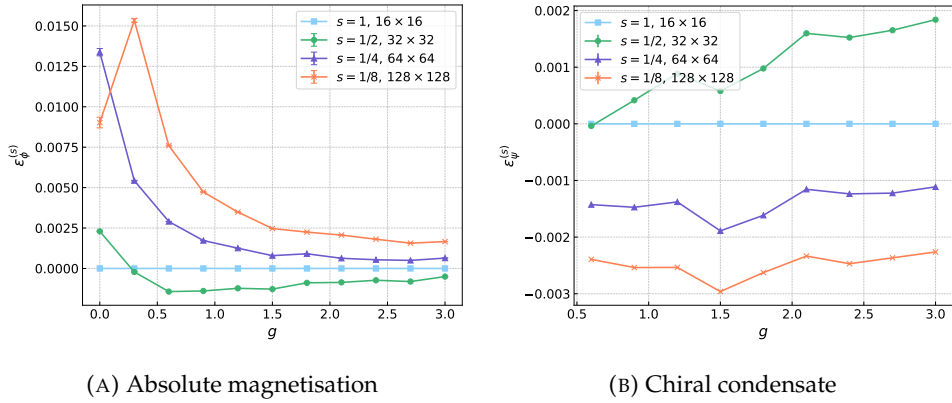 0.0150
0.0125
0.0100
0.0075
0.0050
0.0025
0.0000
ε_ϕ^(s)
s = 1, 16 × 16
s = 1/2, 32 × 32
s = 1/4, 64 × 64
s = 1/8, 128 × 128
0.0 0.5 1.0 1.5 2.0 2.5 3.0
g
(A) Absolute magnetisation
0.002
0.001
0.000
−0.001
−0.002
−0.003
ε_ψ^(s)
s = 1, 16 × 16
s = 1/2, 32 × 32
s = 1/4, 64 × 64
s = 1/8, 128 × 128
0.5 1.0 1.5 2.0 2.5 3.0
g
(B) Chiral condensate